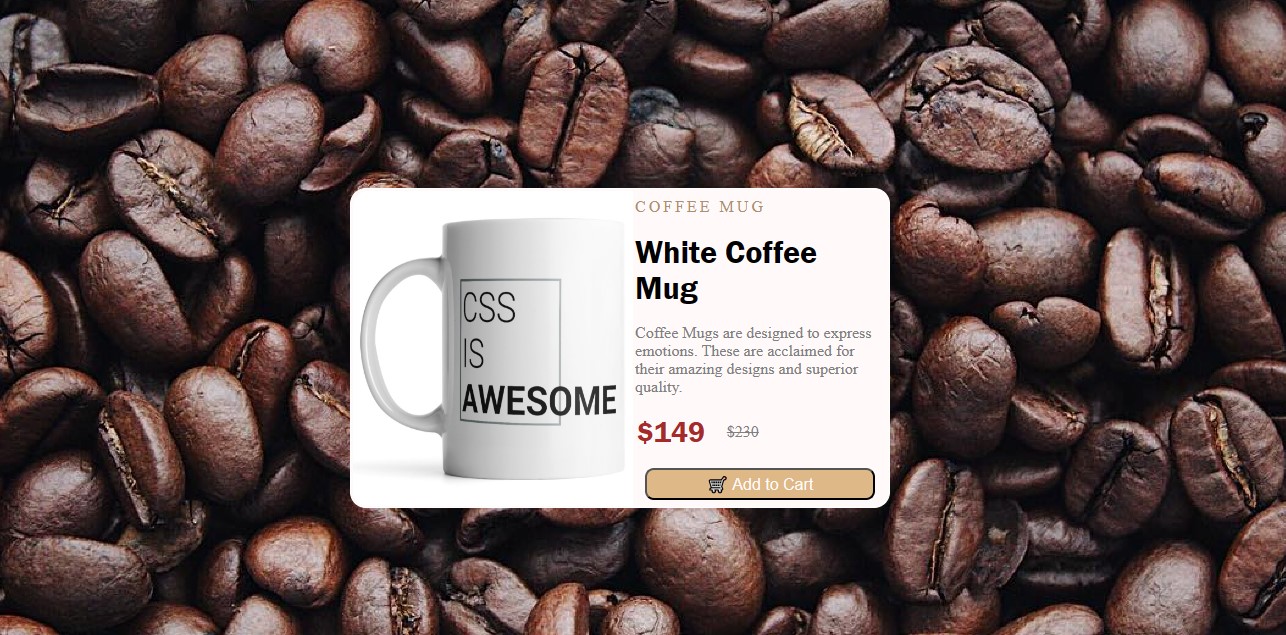 CSS
IS
AWESOME
COFFEE MUG
White Coffee
Mug
Coffee Mugs are designed to express
emotions. These are acclaimed for
their amazing designs and superior
quality.
$149 $230
Add to Cart